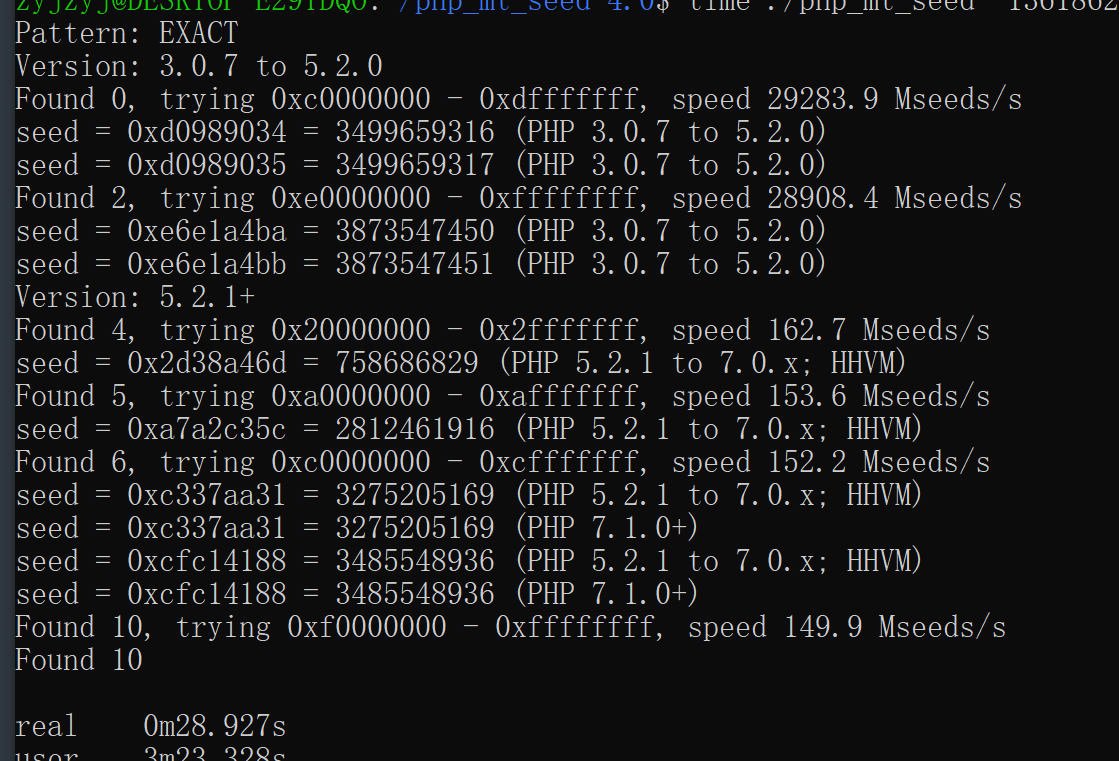 zyjzyj@DESKTOP-E29TDQO: /php_mt_seed-4.0$ time ./php_mt_seed 1361862
Pattern: EXACT
Version: 3.0.7 to 5.2.0
Found 0, trying 0xc0000000 - 0xdfffffff, speed 29283.9 Mseeds/s
seed = 0xd0989034 = 3499659316 (PHP 3.0.7 to 5.2.0)
seed = 0xd0989035 = 3499659317 (PHP 3.0.7 to 5.2.0)
Found 2, trying 0xe0000000 - 0xffffffff, speed 28908.4 Mseeds/s
seed = 0xe6e1a4ba = 3873547450 (PHP 3.0.7 to 5.2.0)
seed = 0xe6e1a4bb = 3873547451 (PHP 3.0.7 to 5.2.0)
Version: 5.2.1+
Found 4, trying 0x20000000 - 0x2fffffff, speed 162.7 Mseeds/s
seed = 0x2d38a46d = 758686829 (PHP 5.2.1 to 7.0.x; HHVM)
Found 5, trying 0xa0000000 - 0xafffffff, speed 153.6 Mseeds/s
seed = 0xa7a2c35c = 2812461916 (PHP 5.2.1 to 7.0.x; HHVM)
Found 6, trying 0xc0000000 - 0xcfffffff, speed 152.2 Mseeds/s
seed = 0xc337aa31 = 3275205169 (PHP 5.2.1 to 7.0.x; HHVM)
seed = 0xc337aa31 = 3275205169 (PHP 7.1.0+)
seed = 0xcfc14188 = 3485548936 (PHP 5.2.1 to 7.0.x; HHVM)
seed = 0xcfc14188 = 3485548936 (PHP 7.1.0+)
Found 10, trying 0xf0000000 - 0xffffffff, speed 149.9 Mseeds/s
Found 10
real 0m28.927s
user 3m23.328s